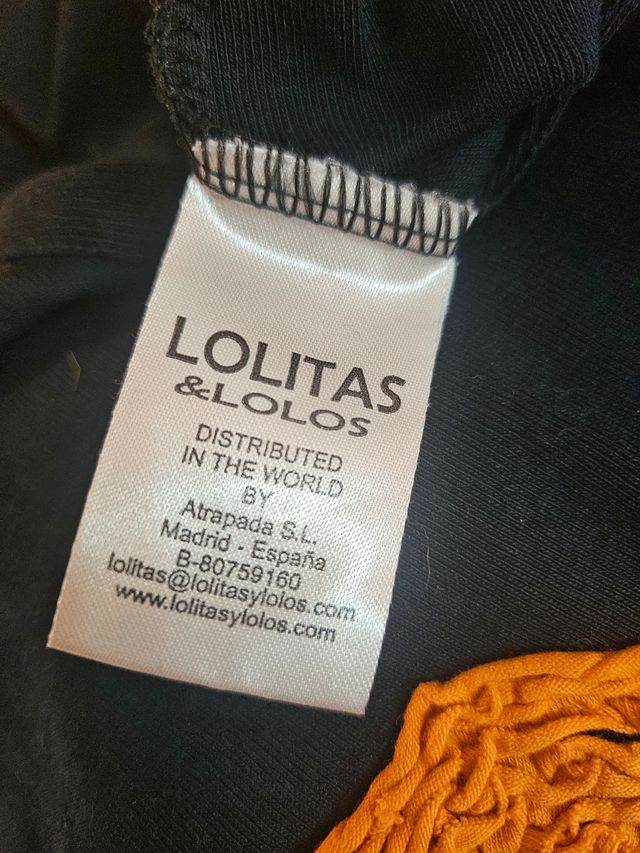 LOLITAS
&LOLOS
DISTRIBUTED
IN THE WORLD
BY
Atrapada S.L.
Madrid - España
B-80759160
lolitas@lolitasylolos.com
www.lolitasylolos.com